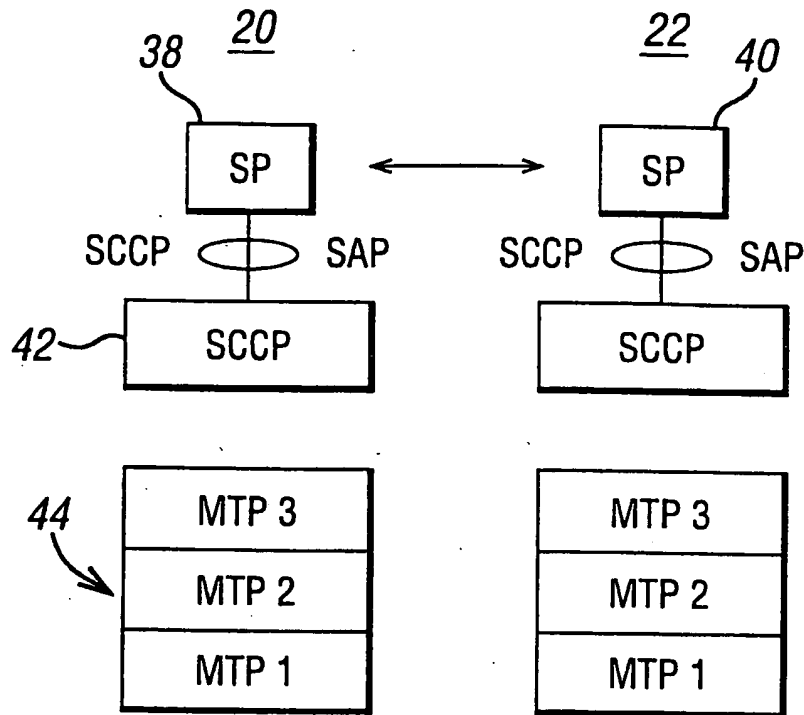 20
22
38
40
SP
SP
SCCP SAP
SCCP SAP
42
SCCP
SCCP
44
MTP 3
MTP 3
MTP 2
MTP 2
MTP 1
MTP 1